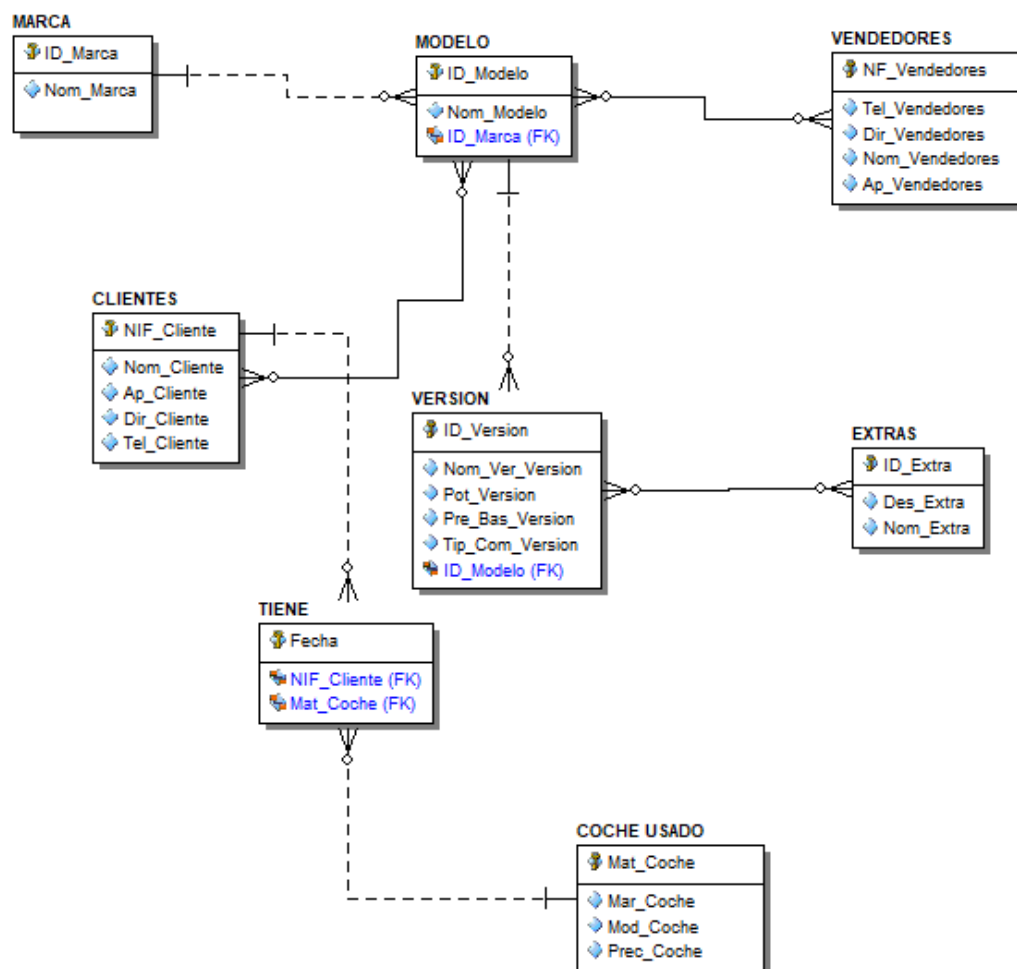 MARCA
ID_Marca
Nom_Marca
MODELO
ID_Modelo
Nom_Modelo
ID_Marca (FK)
VENDEDORES
NF_Vendedores
Tel_Vendedores
Dir_Vendedores
Nom_Vendedores
Ap_Vendedores
CLIENTES
NIF_Cliente
Nom_Cliente
Ap_Cliente
Dir_Cliente
Tel_Cliente
VERSION
ID_Version
Nom_Ver_Version
Pot_Version
Pre_Bas_Version
Tip_Com_Version
ID_Modelo (FK)
EXTRAS
ID_Extra
Des_Extra
Nom_Extra
TIENE
Fecha
NIF_Cliente (FK)
Mat_Coche (FK)
COCHE USADO
Mat_Coche
Mar_Coche
Mod_Coche
Prec_Coche